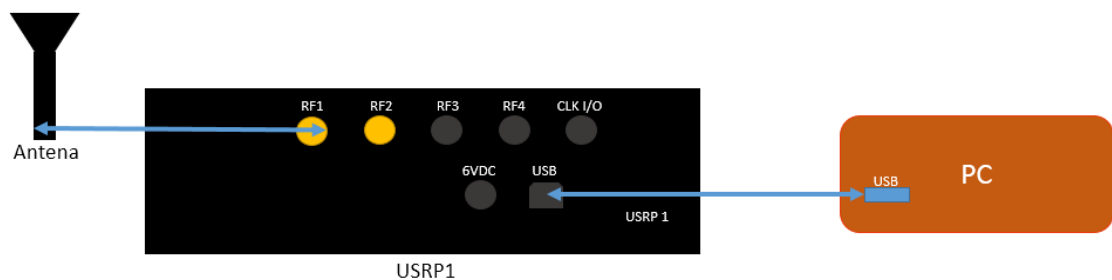 Antena
RF1 RF2 RF3 RF4 CLK I/O
6VDC USB
USRP 1
USRP1
USB
PC